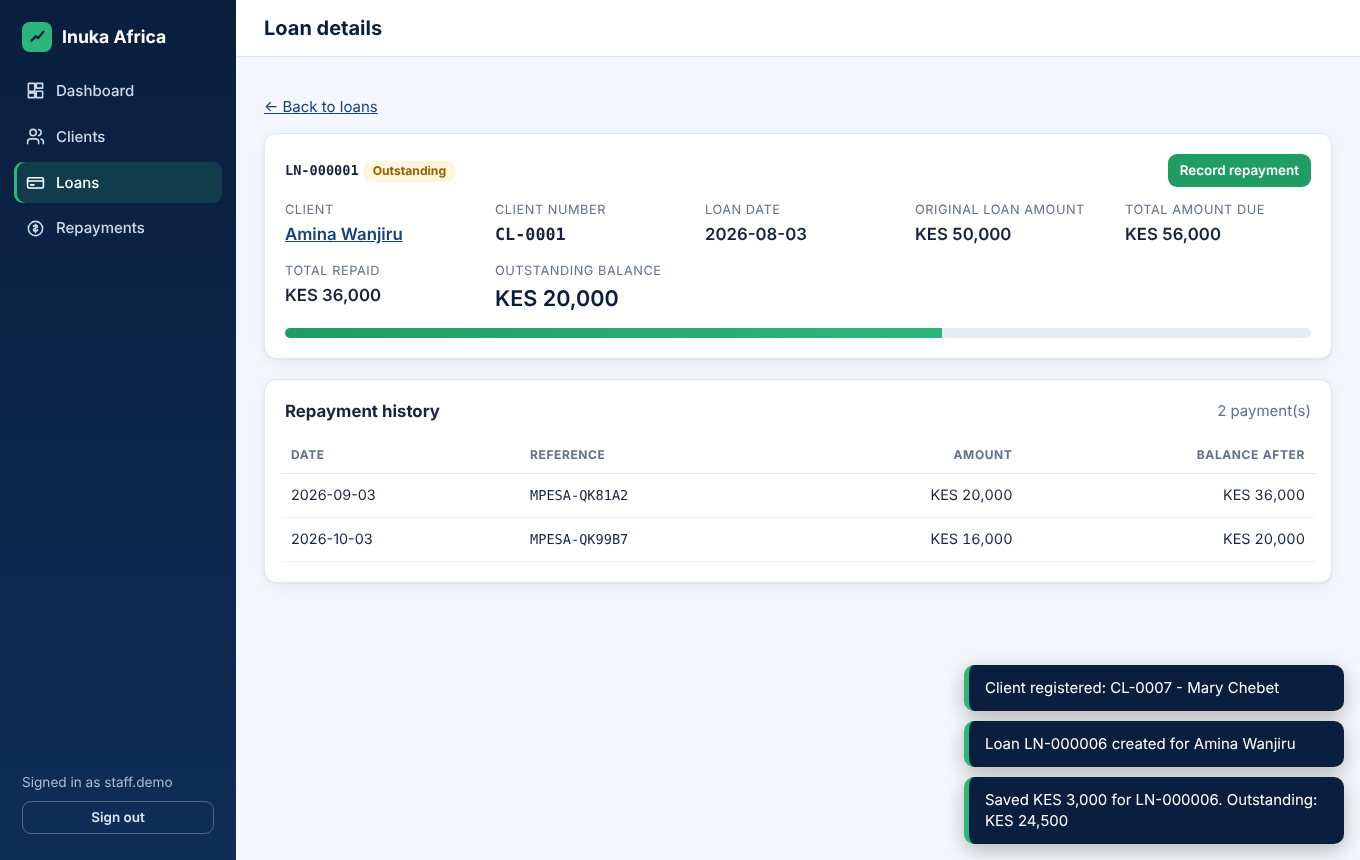 Inuka Africa
Dashboard
Clients
Loans
Repayments
Signed in as staff.demo
Sign out
Loan details
← Back to loans
LN-000001 Outstanding
Record repayment
CLIENT CLIENT NUMBER LOAN DATE ORIGINAL LOAN AMOUNT TOTAL AMOUNT DUE
Amina Wanjiru CL-0001 2026-08-03 KES 50,000 KES 56,000
TOTAL REPAID OUTSTANDING BALANCE
KES 36,000 KES 20,000
Repayment history 2 payment(s)
DATE REFERENCE AMOUNT BALANCE AFTER
2026-09-03 MPESA-QK81A2 KES 20,000 KES 36,000
2026-10-03 MPESA-QK99B7 KES 16,000 KES 20,000
Client registered: CL-0007 - Mary Chebet
Loan LN-000006 created for Amina Wanjiru
Saved KES 3,000 for LN-000006. Outstanding:
KES 24,500